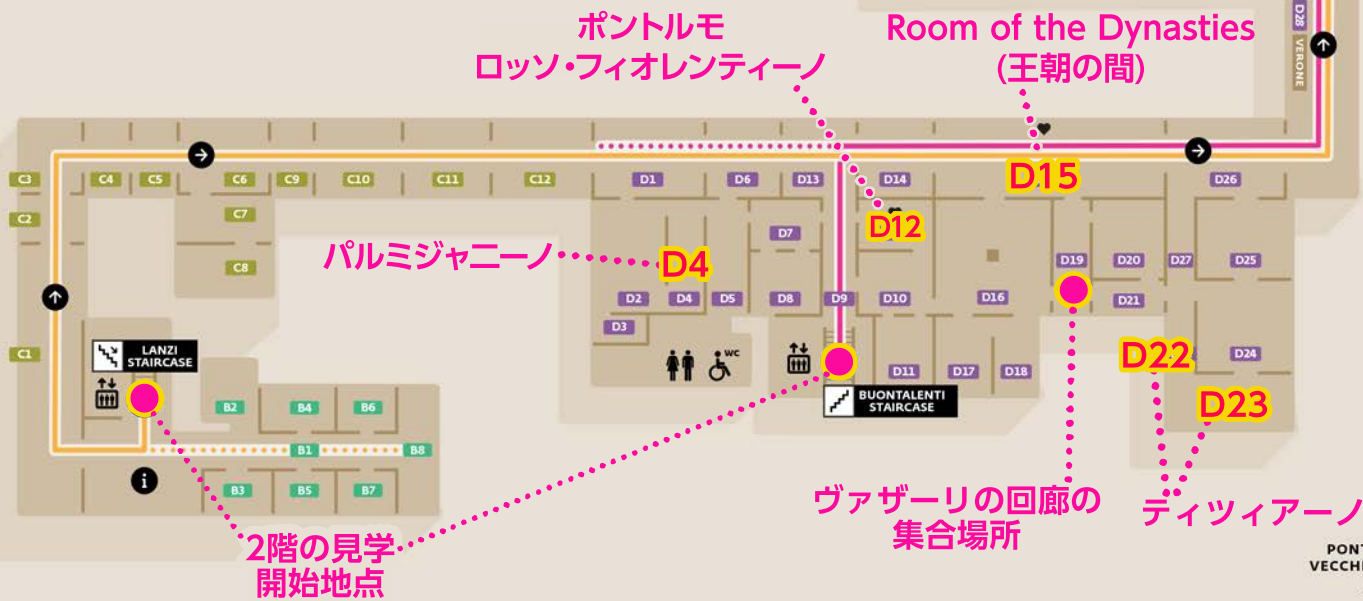 ポントルモ
ロッソ・フィオレンティーノ
Room of the Dynasties
(王朝の間)
D28
VERONE
C3
C4
C5
C6
C9
C10
C11
C12
D1
D6
D13
D14
D15
D26
C2
C7
C8
パルミジャニーノ
D4
D7
D12
D19
D20
D27
D25
D2
D4
D5
D8
D9
D10
D16
D21
D3
C1
LANZI
STAIRCASE
WC
D11
D17
D18
D22
D24
BUONTALENTI
STAIRCASE
D23
B2
B4
B6
B1
B8
i
B3
B5
B7
2階の見学
開始地点
ヴァザーリの回廊の
集合場所
ティツィアーノ
PONT
VECCHI